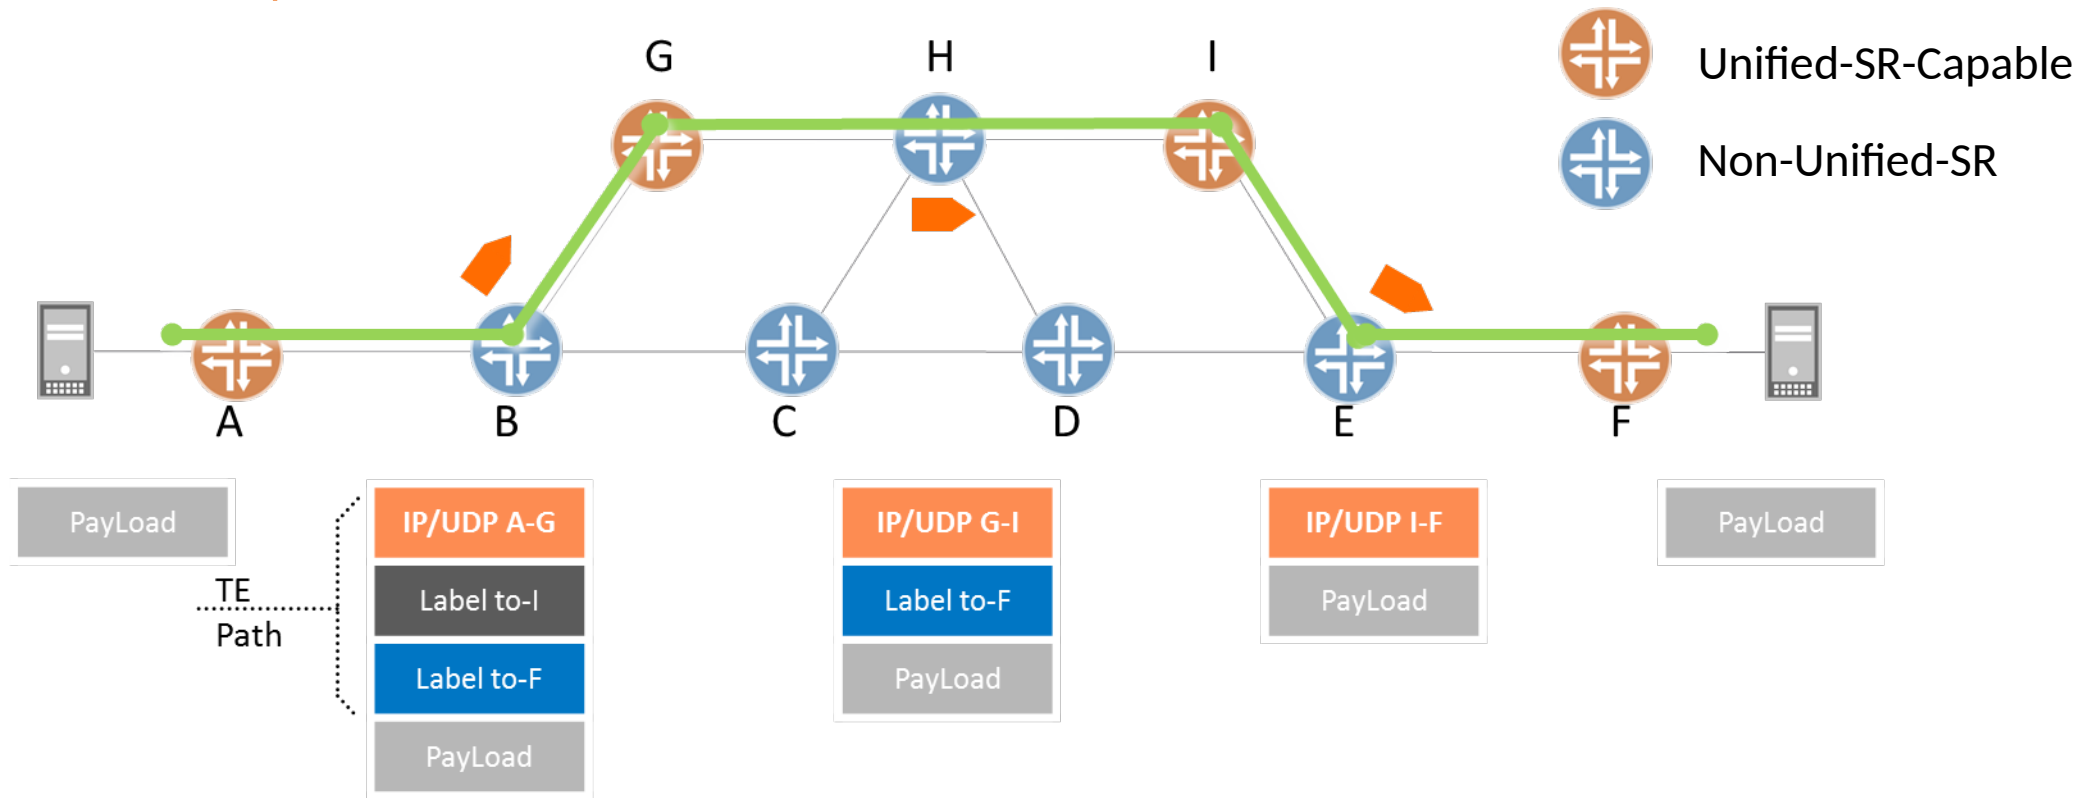 G
H
I
Unified-SR-Capable
Non-Unified-SR
A
B
C
D
E
F
PayLoad
TE
Path
IP/UDP A-G
Label to-I
Label to-F
PayLoad
IP/UDP G-I
Label to-F
PayLoad
IP/UDP I-F
PayLoad
PayLoad